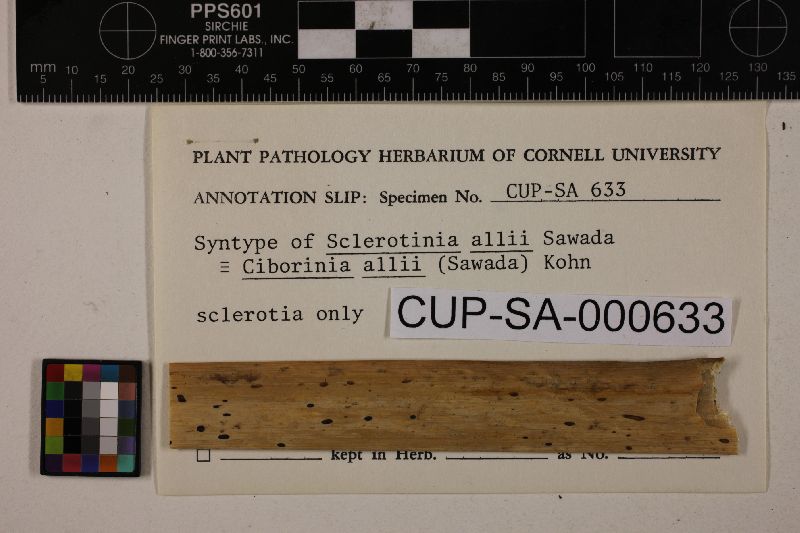 PPS601
SIRCHIE
FINGER PRINT LABS., INC.
1-800-356-7311
mm 5 10 15 20 25 30 35 40 45 50 55 60 65 70 75 80 85 90 95 100 105 110 115 120 125 130 135
PLANT PATHOLOGY HERBARIUM OF CORNELL UNIVERSITY
ANNOTATION SLIP: Specimen No. CUP-SA 633
Syntype of Sclerotinia allii Sawada
≡ Ciborinia allii (Sawada) Kohn
sclerotia only
CUP-SA-000633
kept in Herb. as No.